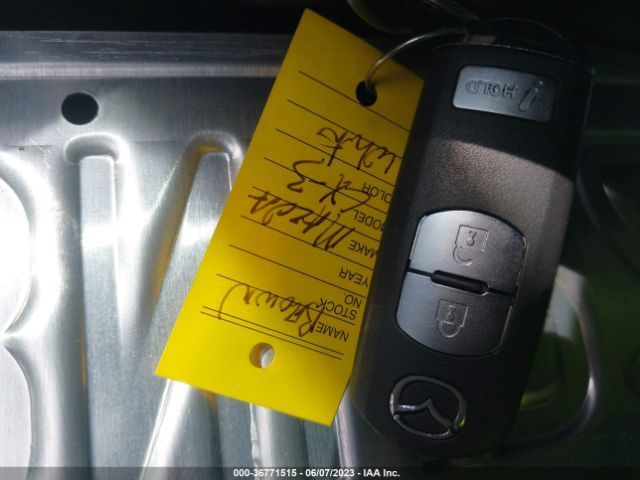 NAME Brown
STOCK NO.
YEAR
MAKE Mazda
MODEL CX-3
COLOR White
HOLD
000-36771515 - 06/07/2023 - IAA Inc.